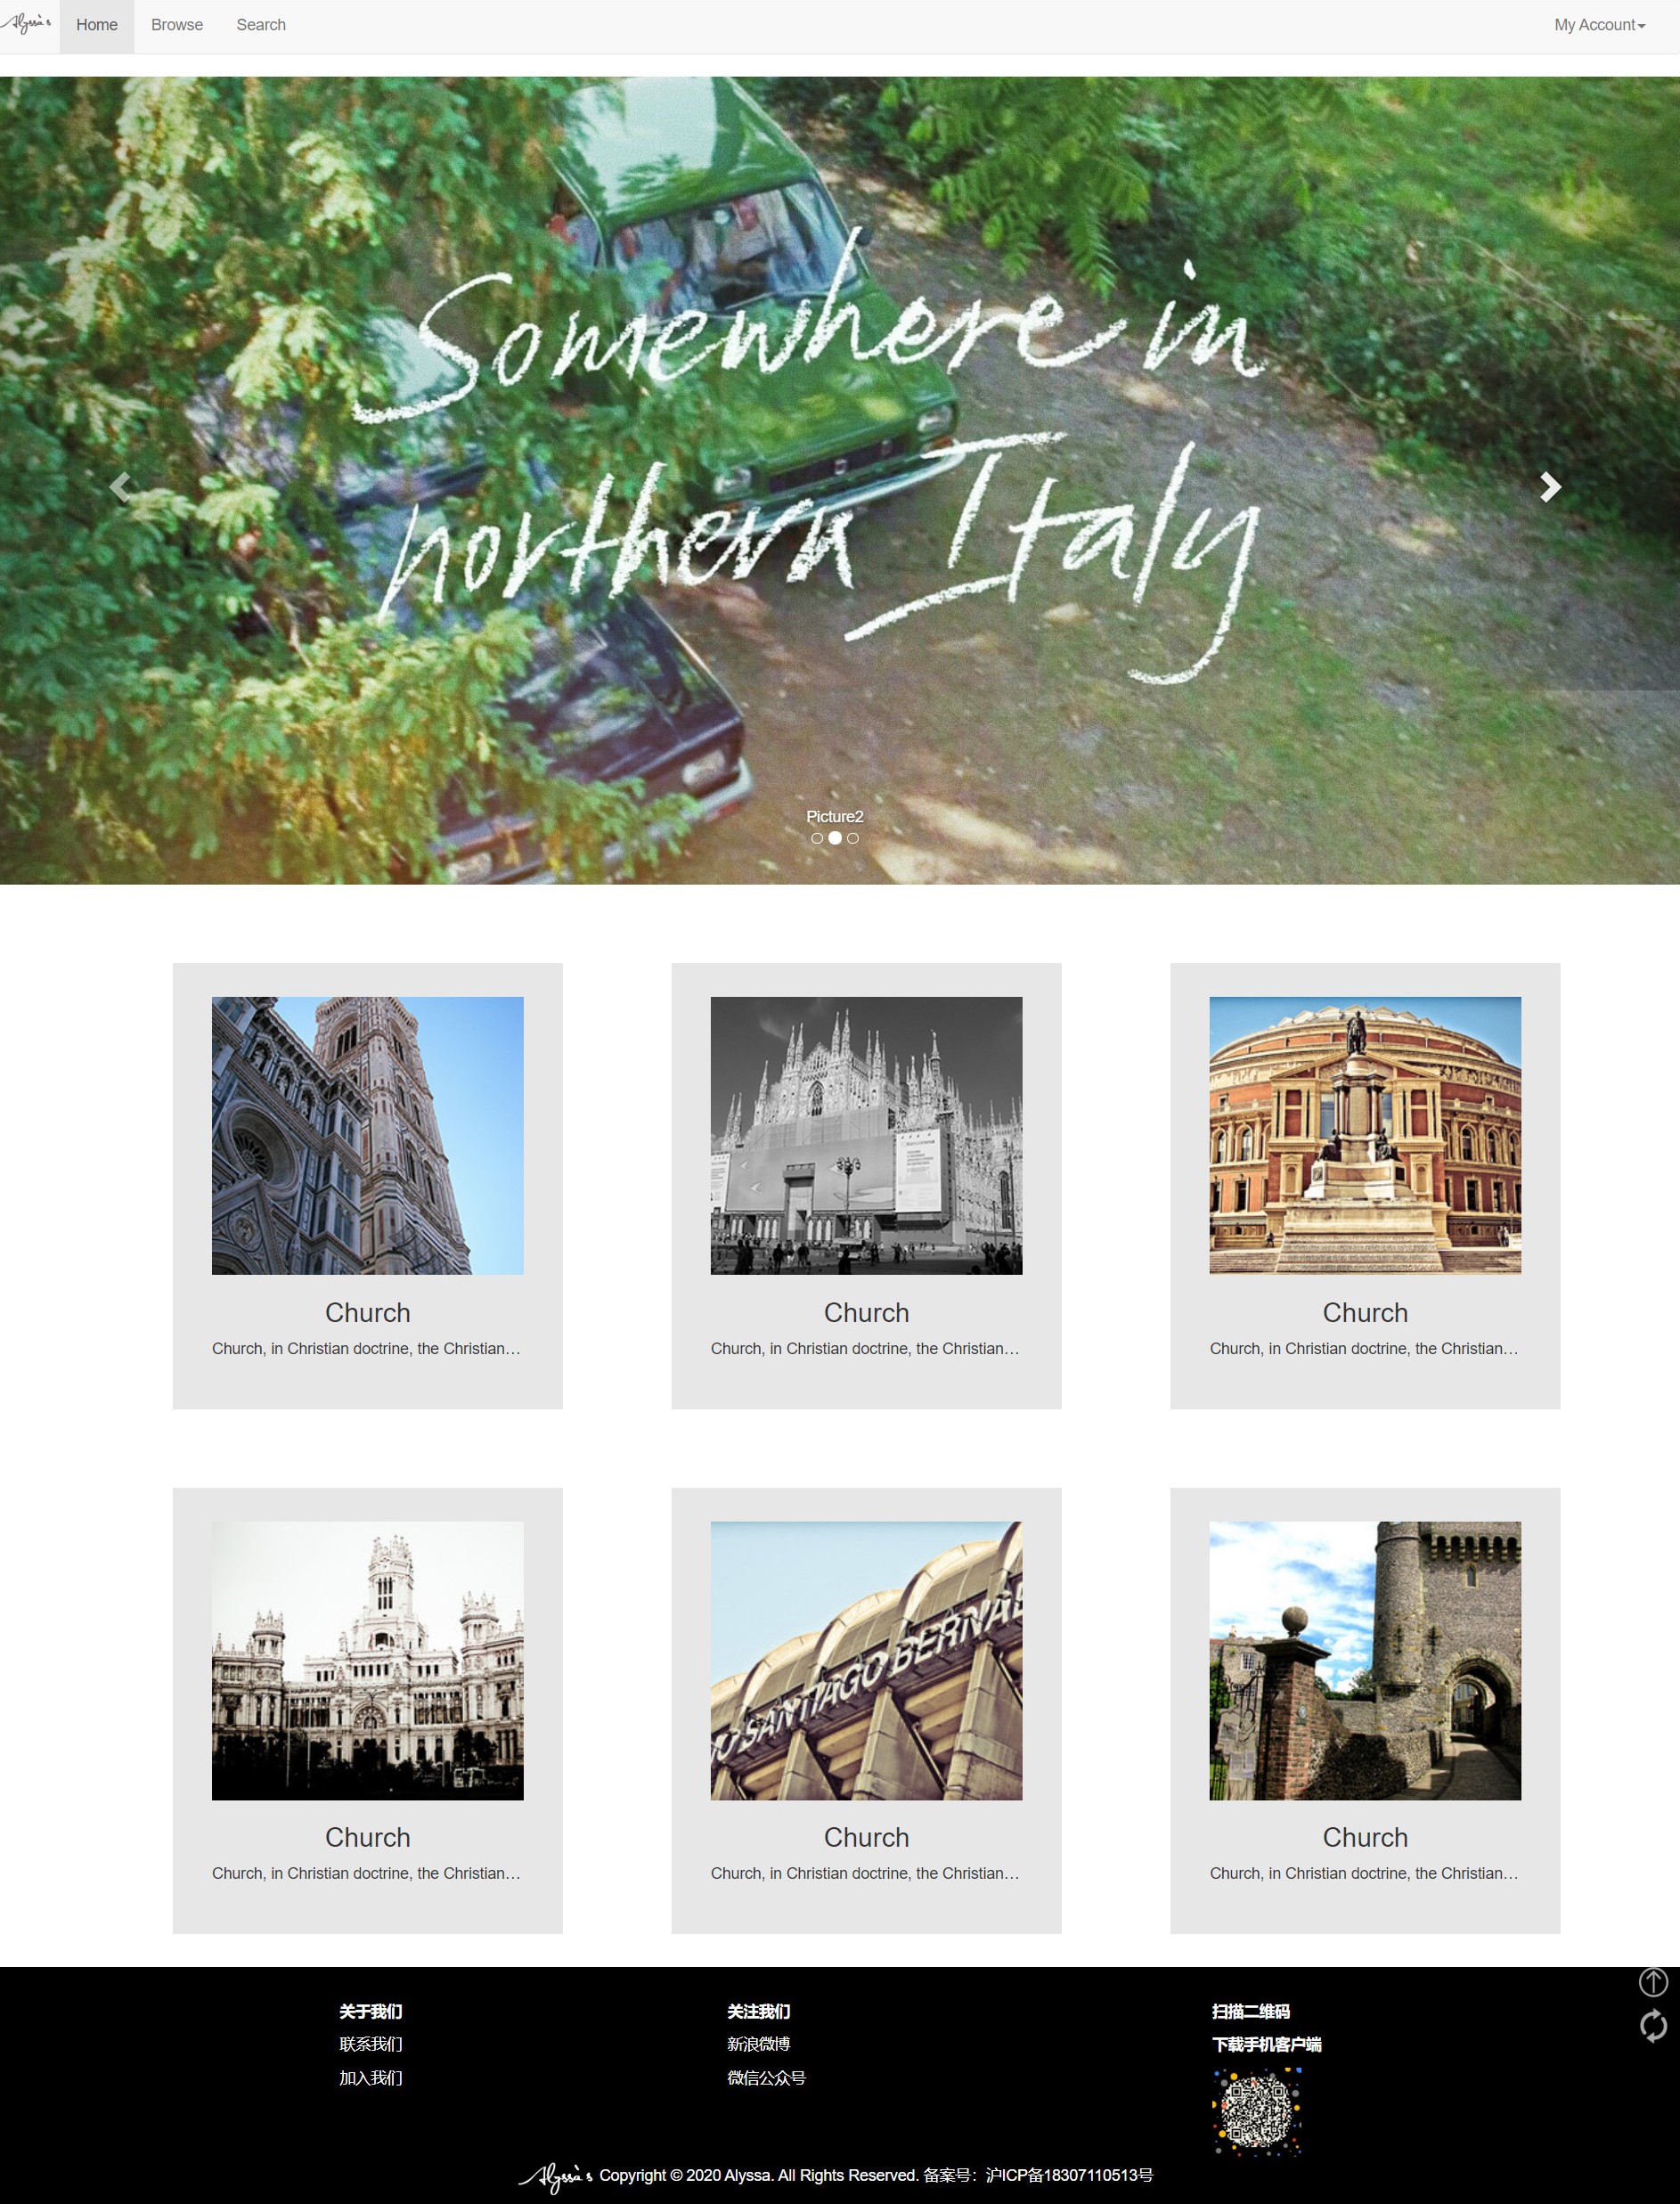 Alyssa's Home Browse Search My Account
Somewhere in
northern Italy
Picture2
Church Church Church
Church, in Christian doctrine, the Christian... Church, in Christian doctrine, the Christian... Church, in Christian doctrine, the Christian...
SANTIAGO BERNAB
Church Church Church
Church, in Christian doctrine, the Christian... Church, in Christian doctrine, the Christian... Church, in Christian doctrine, the Christian...
关于我们 关注我们 扫描二维码
联系我们 新浪微博 下载手机客户端
加入我们 微信公众号
Alyssa's Copyright © 2020 Alyssa. All Rights Reserved. 备案号：沪ICP备18307110513号